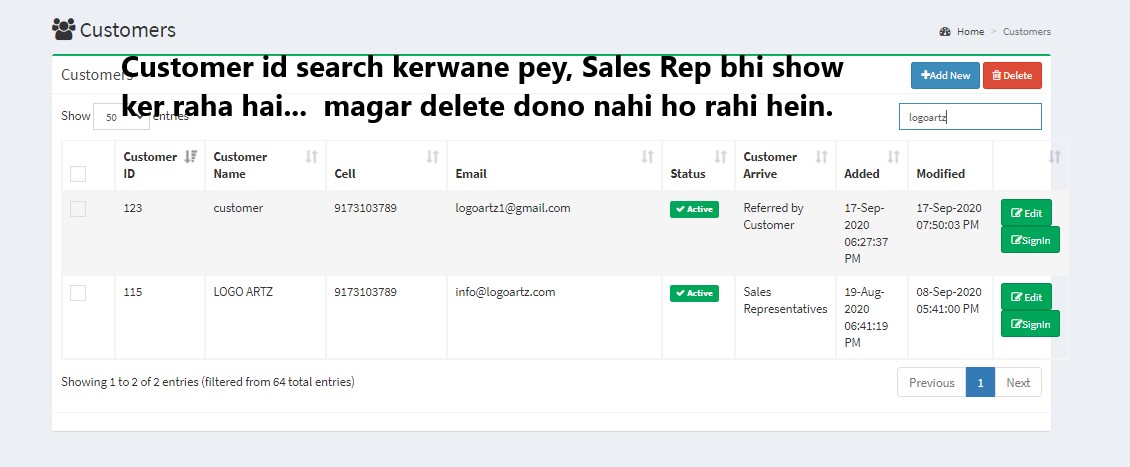 Customers
Home > Customers
Customers
Customer id search kerwane pey, Sales Rep bhi show
ker raha hai... magar delete dono nahi ho rahi hein.
Add New
Delete
Show 50 entries
logoartz
Customer ID
Customer Name
Cell
Email
Status
Customer Arrive
Added
Modified
123
customer
9173103789
logoartz1@gmail.com
Active
Referred by
Customer
17-Sep-
2020
06:27:37
PM
17-Sep-2020
07:50:03 PM
Edit
SignIn
115
LOGO ARTZ
9173103789
info@logoartz.com
Active
Sales
Representatives
19-Aug-
2020
06:41:19
PM
08-Sep-2020
05:41:00 PM
Edit
SignIn
Showing 1 to 2 of 2 entries (filtered from 64 total entries)
Previous 1 Next